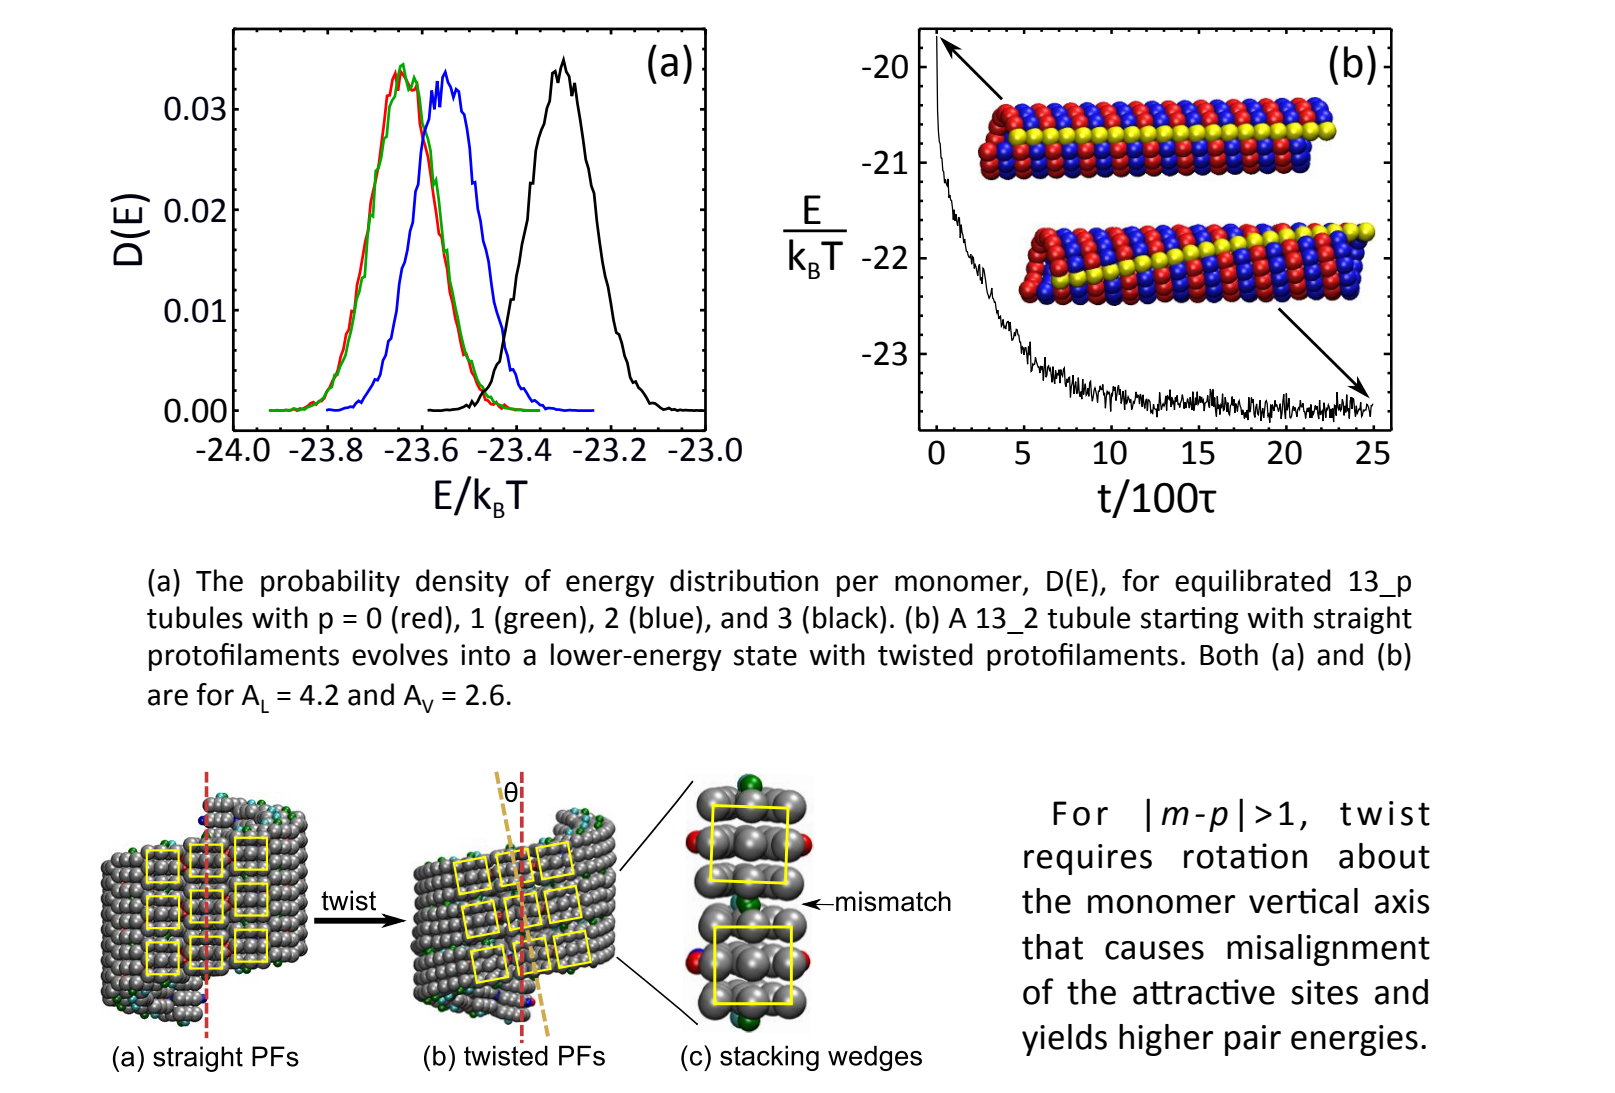 (a)
0.03
0.02
0.01
0.00
D(E)
-24.0 -23.8 -23.6 -23.4 -23.2 -23.0
E/k_BT
(b)
-20
-21
-22
-23
E
k_BT
0 5 10 15 20 25
t/100τ
(a) The probability density of energy distribution per monomer, D(E), for equilibrated 13_p
tubules with p = 0 (red), 1 (green), 2 (blue), and 3 (black). (b) A 13_2 tubule starting with straight
protofilaments evolves into a lower-energy state with twisted protofilaments. Both (a) and (b)
are for A_L = 4.2 and A_V = 2.6.
twist
θ
mismatch
(a) straight PFs
(b) twisted PFs
(c) stacking wedges
For |m-p|>1, twist
requires rotation about
the monomer vertical axis
that causes misalignment
of the attractive sites and
yields higher pair energies.